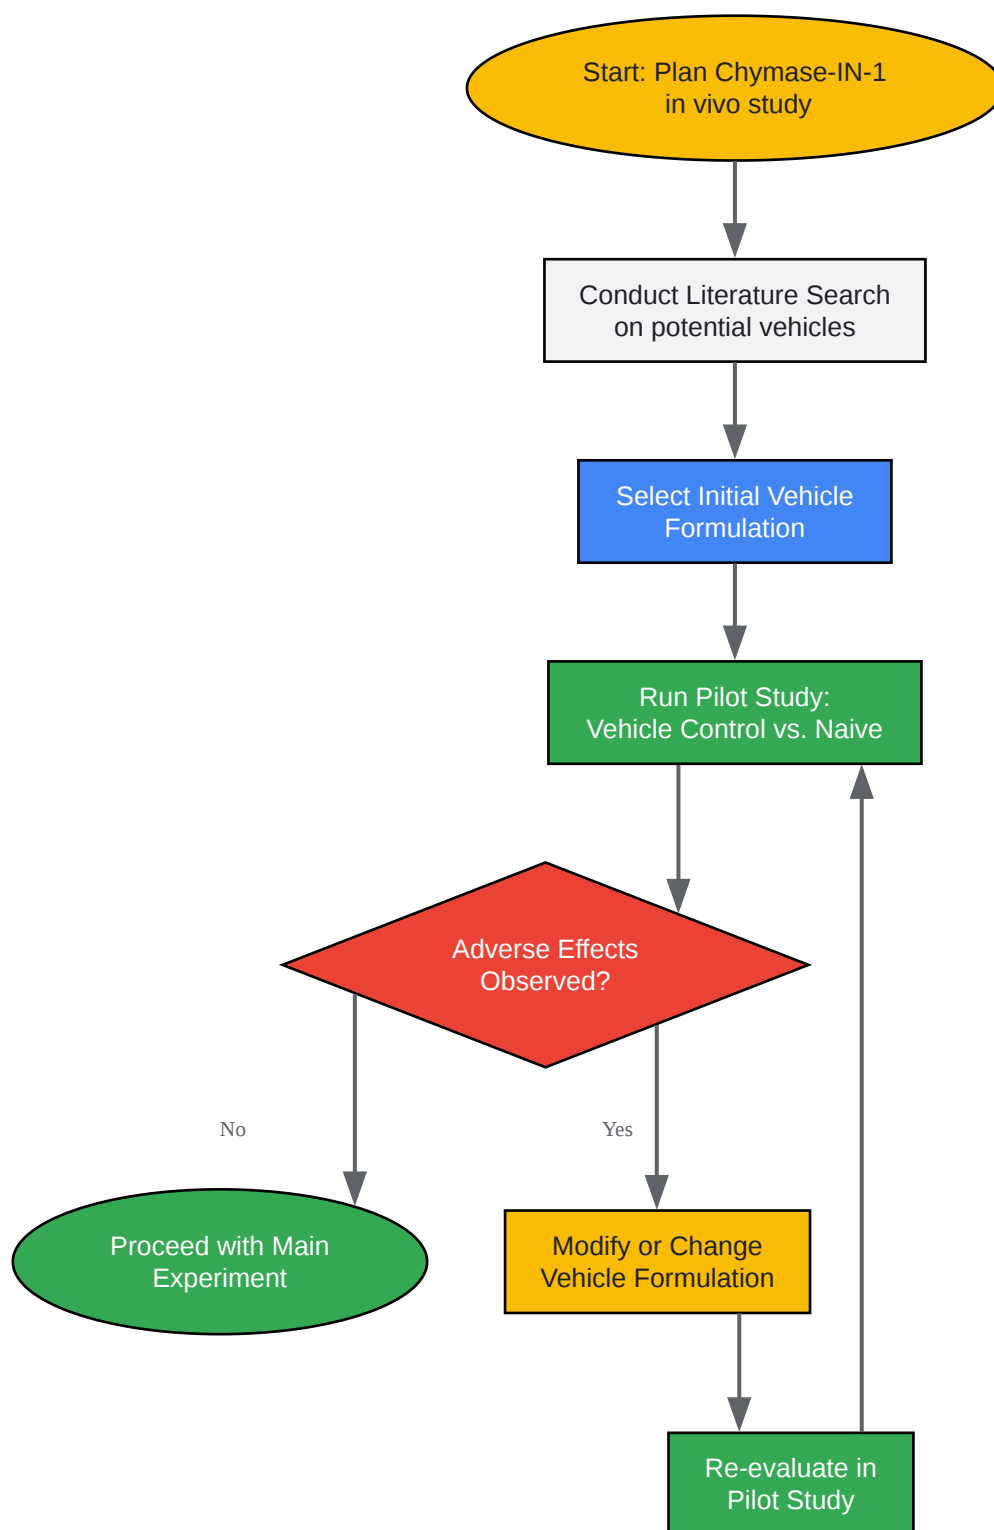 Start: Plan Chymase-IN-1
in vivo study
Conduct Literature Search
on potential vehicles
Select Initial Vehicle
Formulation
Run Pilot Study:
Vehicle Control vs. Naive
Adverse Effects
Observed?
No
Yes
Proceed with Main
Experiment
Modify or Change
Vehicle Formulation
Re-evaluate in
Pilot Study